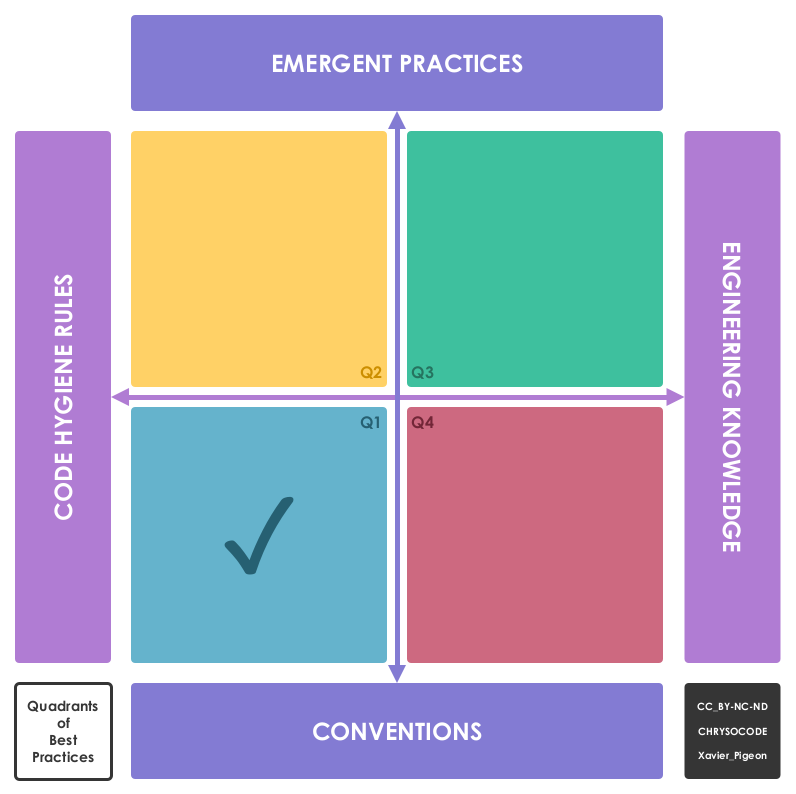 EMERGENT PRACTICES
CODE HYGIENE RULES
ENGINEERING KNOWLEDGE
Q2
Q3
Q1
Q4
CONVENTIONS
Quadrants
of
Best
Practices
CC_BY-NC-ND
CHRYSOCODE
Xavier_Pigeon